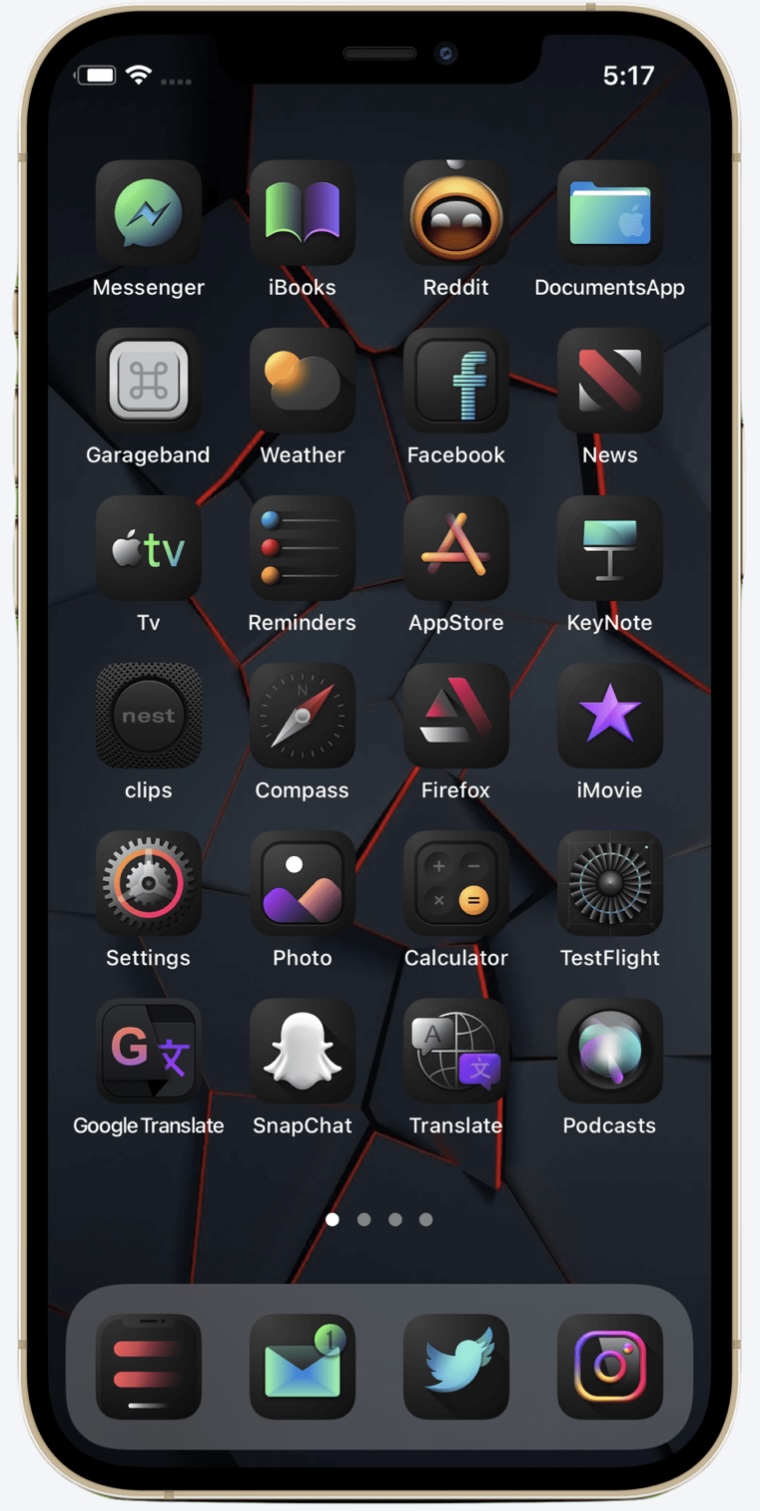 5:17
Messenger
iBooks
Reddit
DocumentsApp
Garageband
Weather
f
Facebook
News
tv
Tv
Reminders
AppStore
KeyNote
nest
clips
N
Compass
Firefox
iMovie
Settings
Photo
+ −
× =
Calculator
TestFlight
G 文
Google Translate
SnapChat
A 文
Translate
Podcasts
1